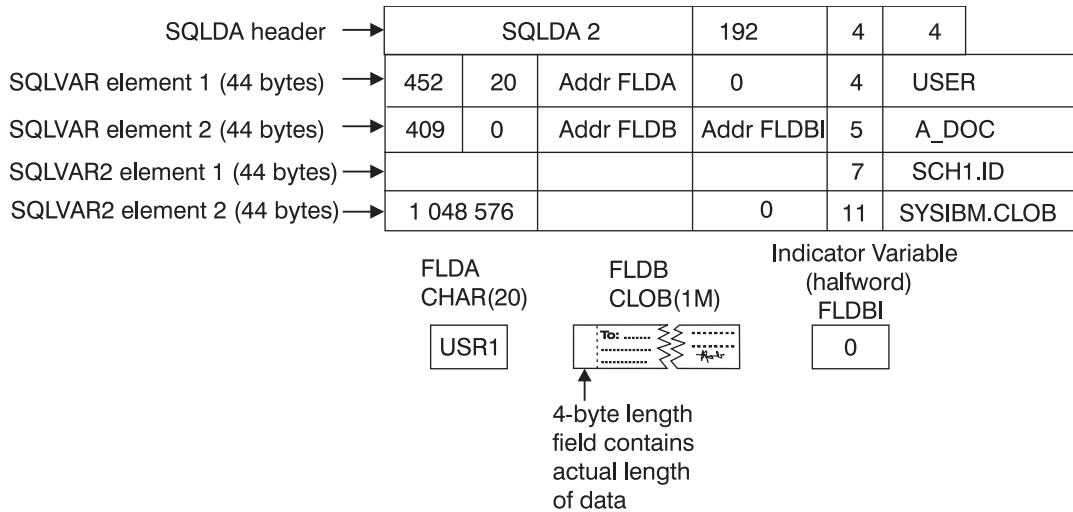 SQLDA header SQLDA 2 192 4 4
SQLVAR element 1 (44 bytes) 452 20 Addr FLDA 0 4 USER
SQLVAR element 2 (44 bytes) 409 0 Addr FLDB Addr FLDBI 5 A_DOC
SQLVAR2 element 1 (44 bytes) 7 SCH1.ID
SQLVAR2 element 2 (44 bytes) 1 048 576 0 11 SYSIBM.CLOB
FLDA
CHAR(20)
USR1
FLDB
CLOB(1M)
To:
4-byte length
field contains
actual length
of data
Indicator Variable
(halfword)
FLDBI
0